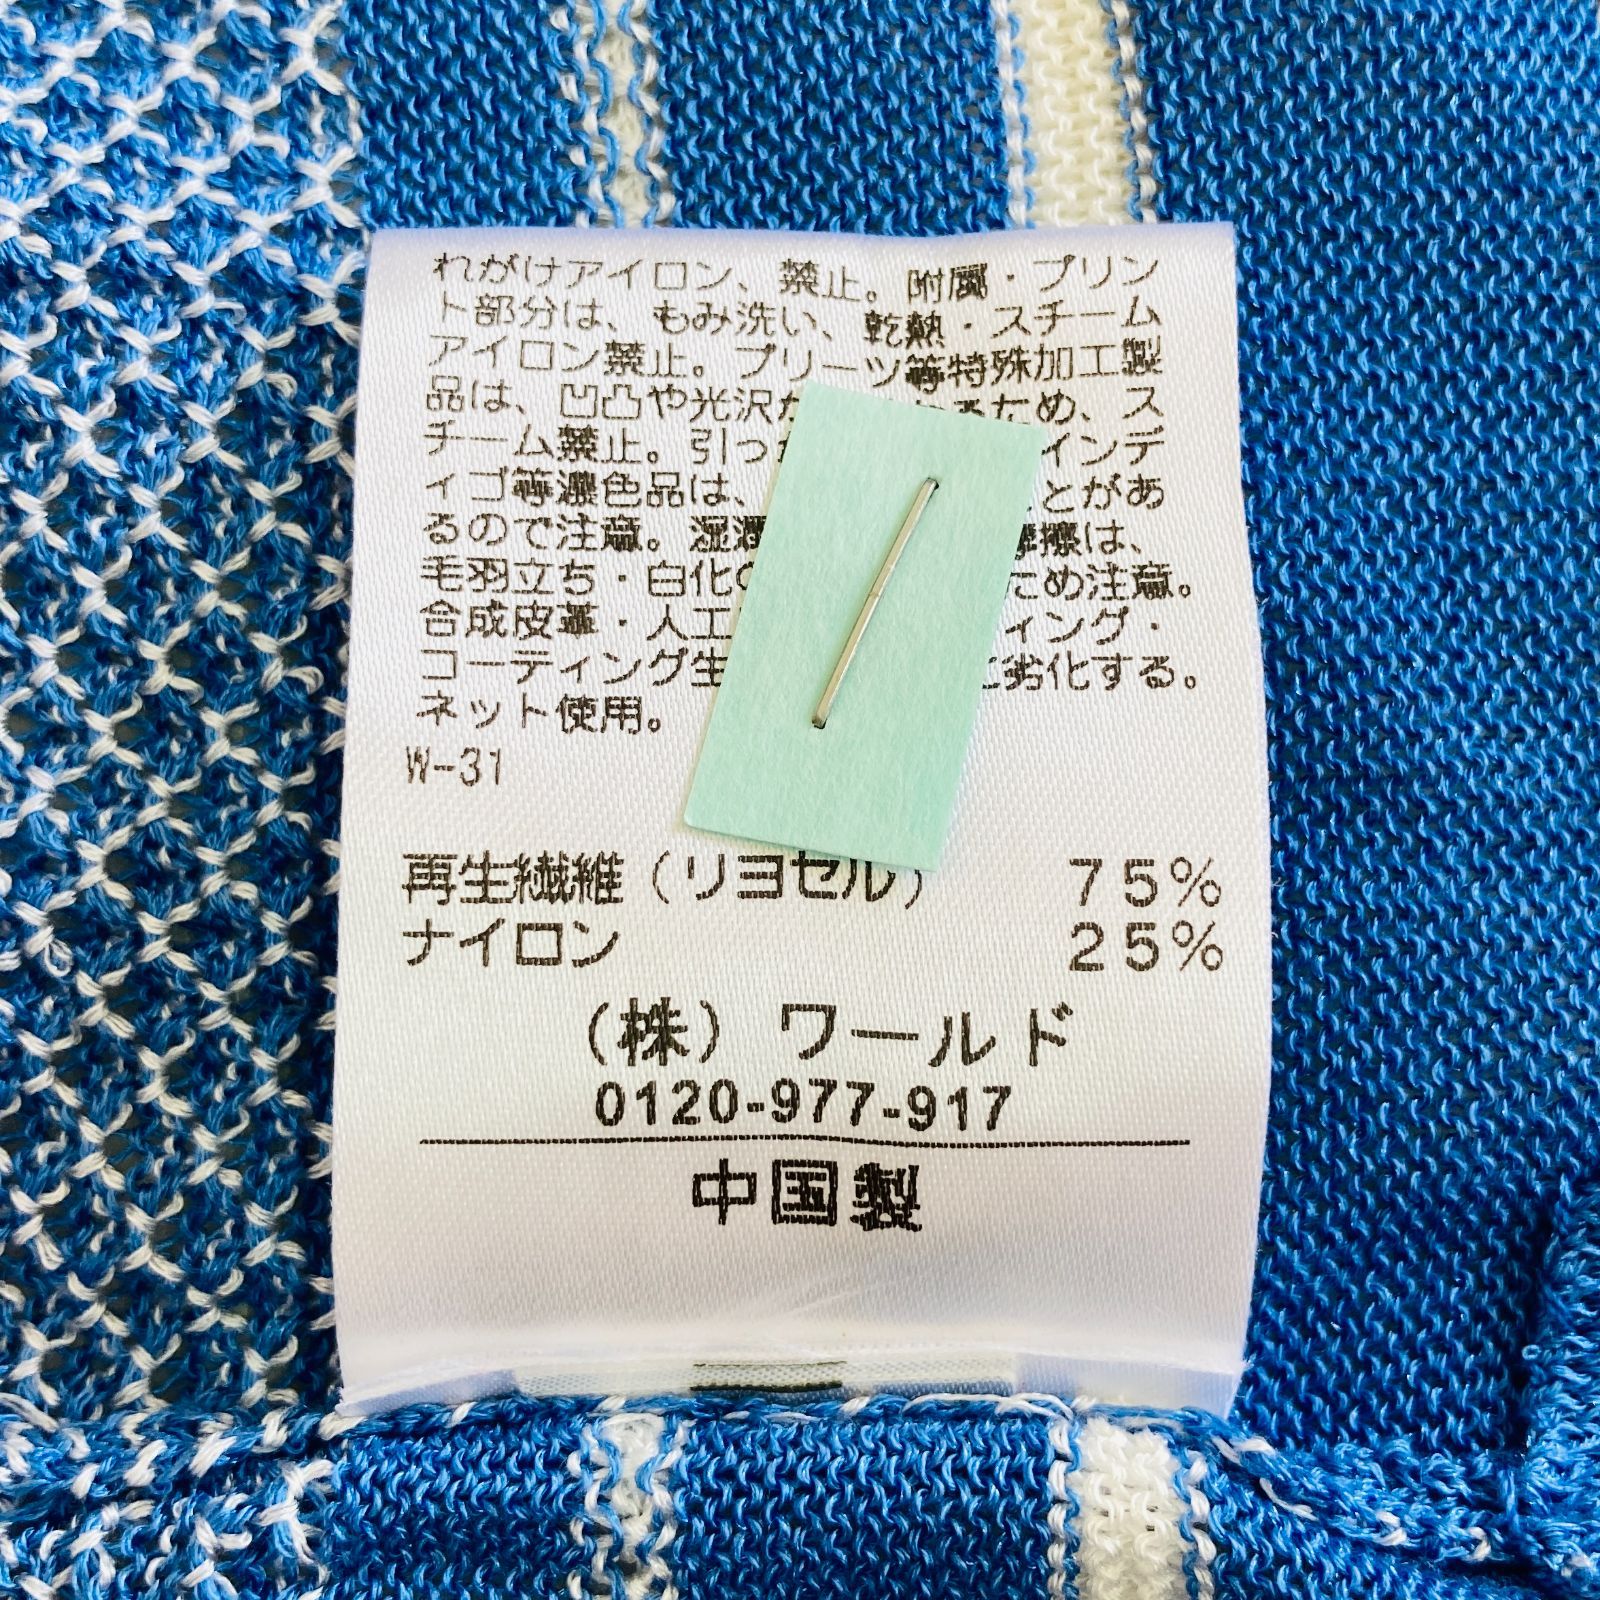 れがけアイロン、禁止。附属・プリン
ト部分は、もみ洗い、乾熱・スチーム
アイロン禁止。プリーツ等特殊加工製
品は、凹凸や光沢 るため、ス
チーム禁止。引っ インデ
ィゴ等濃色品は、 とがあ
るので注意。湿潤 摩擦は、
毛羽立ち・白化 ため注意。
合成皮革・人工 ィング・
コーティング生 に劣化する。
ネット使用。
W-31
再生繊維（リヨセル） 75%
ナイロン 25%
（株）ワールド
0120-977-917
中国製